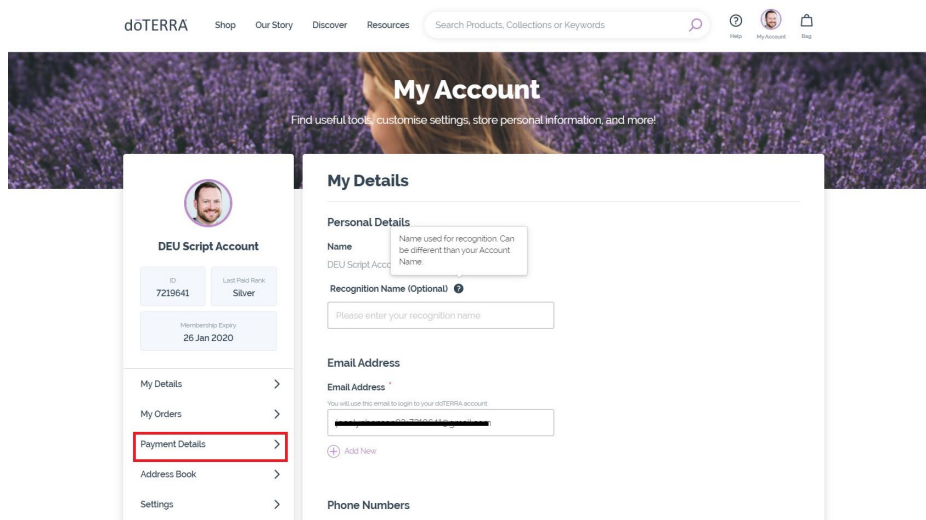 dōTERRA
Shop
Our Story
Discover
Resources
Search Products, Collections or Keywords
Help
My Account
Bag
My Account
Find useful tools, customise settings, store personal information, and more!
DEU Script Account
ID
7219641
Last Paid Rank
Silver
Membership Expiry
26 Jan 2020
My Details
My Orders
Payment Details
Address Book
Settings
My Details
Personal Details
Name
DEU Script Acco
Name used for recognition. Can
be different than your Account
Name.
Recognition Name (Optional)
?
Please enter your recognition name
Email Address
Email Address *
You will use this email to login to your dōTERRA account
Add New
Phone Numbers